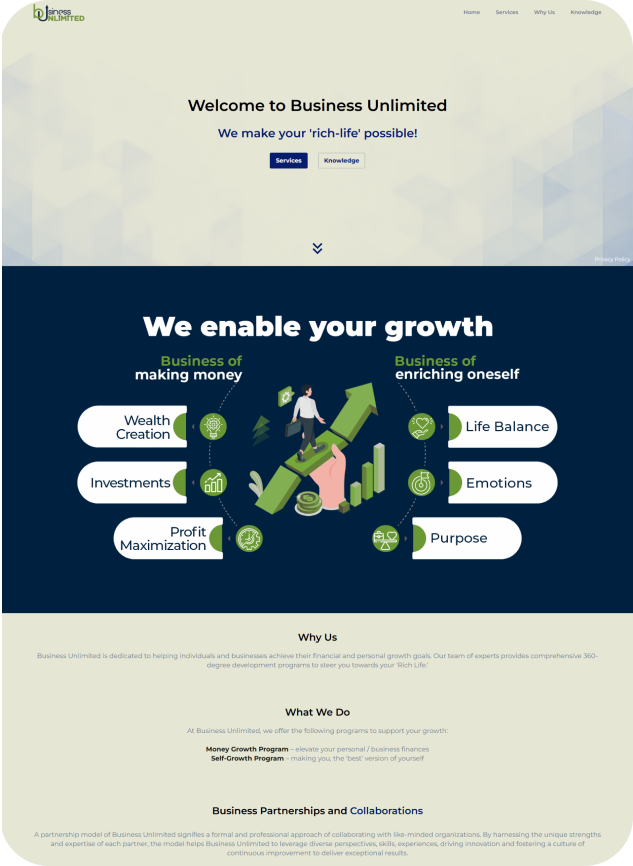 business
UNLIMITED
Home Services Why Us Knowledge
Welcome to Business Unlimited
We make your 'rich-life' possible!
Services Knowledge
Privacy Policy
We enable your growth
Business of
making money
Business of
enriching oneself
Wealth
Creation
Life Balance
Investments
Emotions
Profit
Maximization
Purpose
Why Us
Business Unlimited is dedicated to helping individuals and businesses achieve their financial and personal growth goals. Our team of experts provides comprehensive 360-
degree development programs to steer you towards your 'Rich Life.'
What We Do
At Business Unlimited, we offer the following programs to support your growth:
Money Growth Program – elevate your personal / business finances
Self-Growth Program – making you, the 'best' version of yourself
Business Partnerships and Collaborations
A partnership model of Business Unlimited signifies a formal and professional approach of collaborating with like-minded organizations. By harnessing the unique strengths
and expertise of each partner, the model helps Business Unlimited to leverage diverse perspectives, skills, experiences, driving innovation and fostering a culture of
continuous improvement to deliver exceptional results.